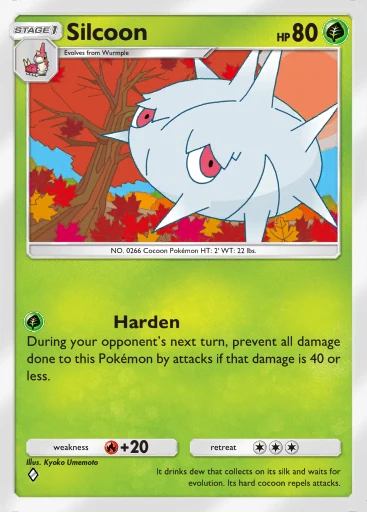 STAGE 1 Silcoon HP 80
Evolves from Wurmple
NO. 0266 Cocoon Pokémon HT: 2' WT: 22 lbs.
Harden
During your opponent's next turn, prevent all damage
done to this Pokémon by attacks if that damage is 40 or
less.
weakness +20 retreat
Illus. Kyoko Umemoto
It drinks dew that collects on its silk and waits for
evolution. Its hard cocoon repels attacks.